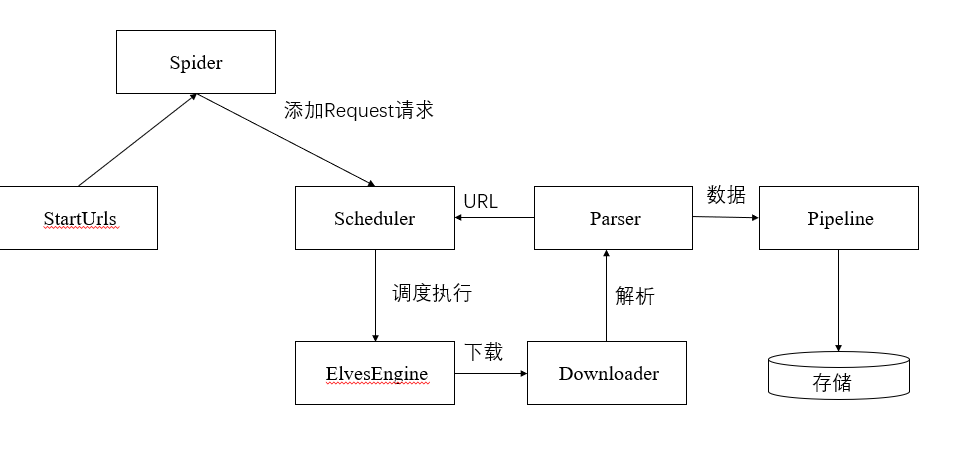 Spider
添加Request请求
StartUrls
Scheduler
URL
Parser
数据
Pipeline
调度执行
解析
ElvesEngine
下载
Downloader
存储